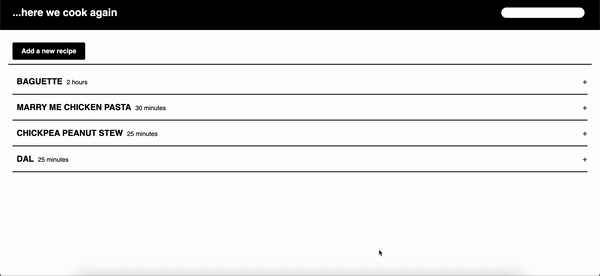 ...here we cook again
Add a new recipe
BAGUETTE 2 hours +
MARRY ME CHICKEN PASTA 30 minutes +
CHICKPEA PEANUT STEW 25 minutes +
DAL 25 minutes +